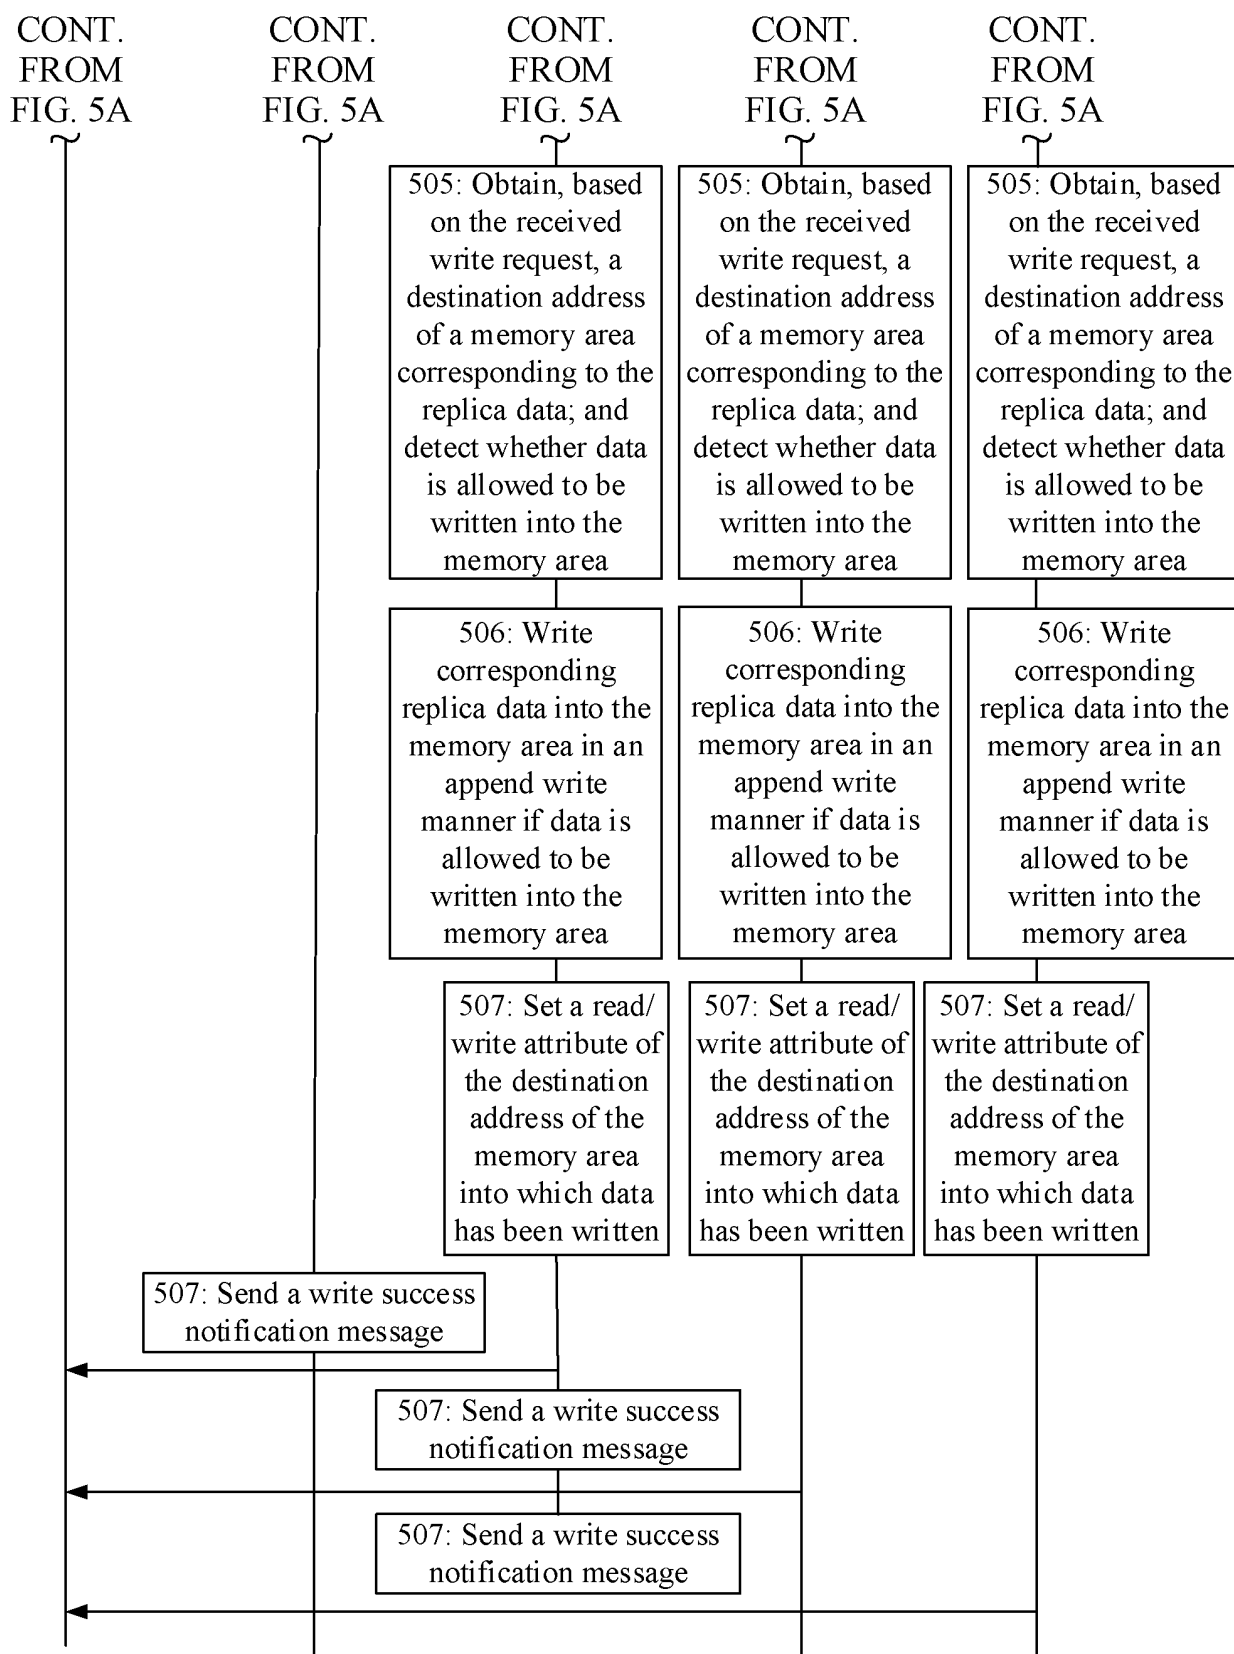 CONT.
FROM
FIG. 5A
CONT.
FROM
FIG. 5A
CONT.
FROM
FIG. 5A
CONT.
FROM
FIG. 5A
CONT.
FROM
FIG. 5A
505: Obtain, based
on the received
write request, a
destination address
of a memory area
corresponding to the
replica data; and
detect whether data
is allowed to be
written into the
memory area
505: Obtain, based
on the received
write request, a
destination address
of a memory area
corresponding to the
replica data; and
detect whether data
is allowed to be
written into the
memory area
505: Obtain, based
on the received
write request, a
destination address
of a memory area
corresponding to the
replica data; and
detect whether data
is allowed to be
written into the
memory area
506: Write
corresponding
replica data into the
memory area in an
append write
manner if data is
allowed to be
written into the
memory area
506: Write
corresponding
replica data into the
memory area in an
append write
manner if data is
allowed to be
written into the
memory area
506: Write
corresponding
replica data into the
memory area in an
append write
manner if data is
allowed to be
written into the
memory area
507: Set a read/
write attribute of
the destination
address of the
memory area
into which data
has been written
507: Set a read/
write attribute of
the destination
address of the
memory area
into which data
has been written
507: Set a read/
write attribute of
the destination
address of the
memory area
into which data
has been written
507: Send a write success
notification message
507: Send a write success
notification message
507: Send a write success
notification message